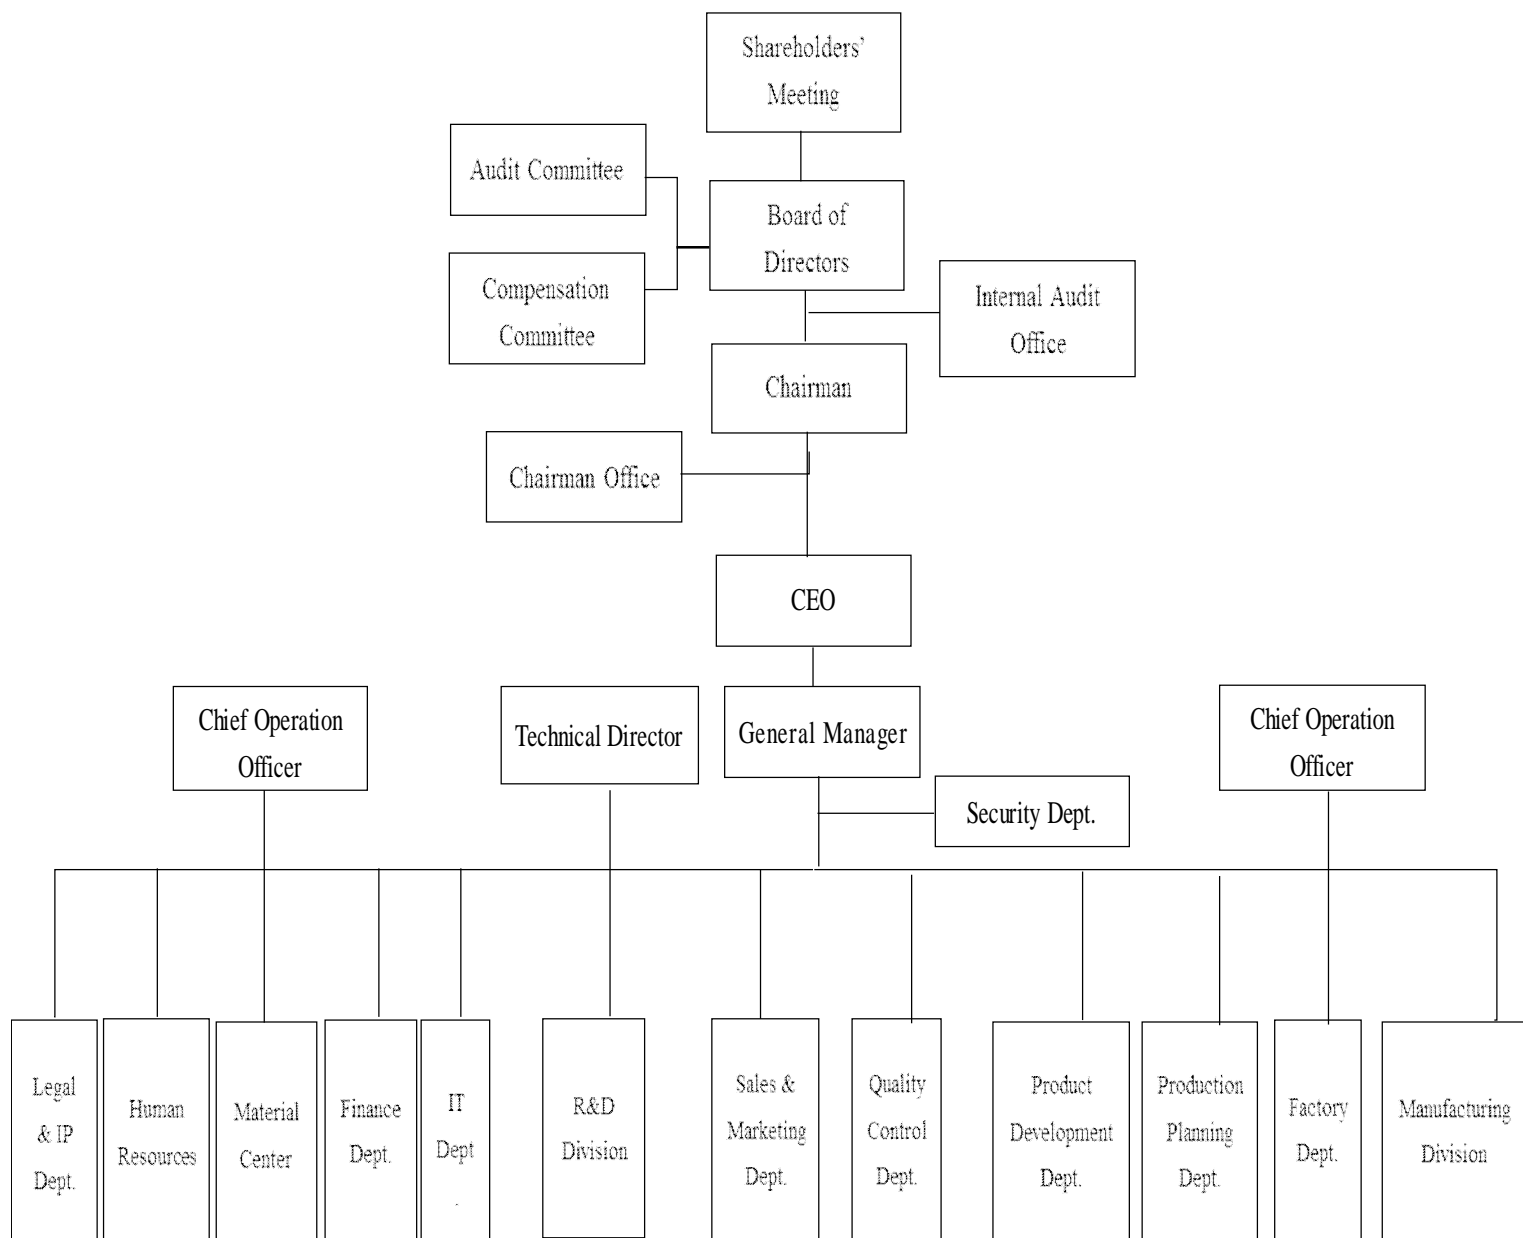 Shareholders’
Meeting
Audit Committee
Board of
Directors
Compensation
Committee
Internal Audit
Office
Chairman
Chairman Office
CEO
Chief Operation
Officer
Technical Director
General Manager
Chief Operation
Officer
Security Dept.
Legal
& IP
Dept.
Human
Resources
Material
Center
Finance
Dept.
IT
Dept
.
R&D
Division
Sales &
Marketing
Dept.
Quality
Control
Dept.
Product
Development
Dept.
Production
Planning
Dept.
Factory
Dept.
Manufacturing
Division